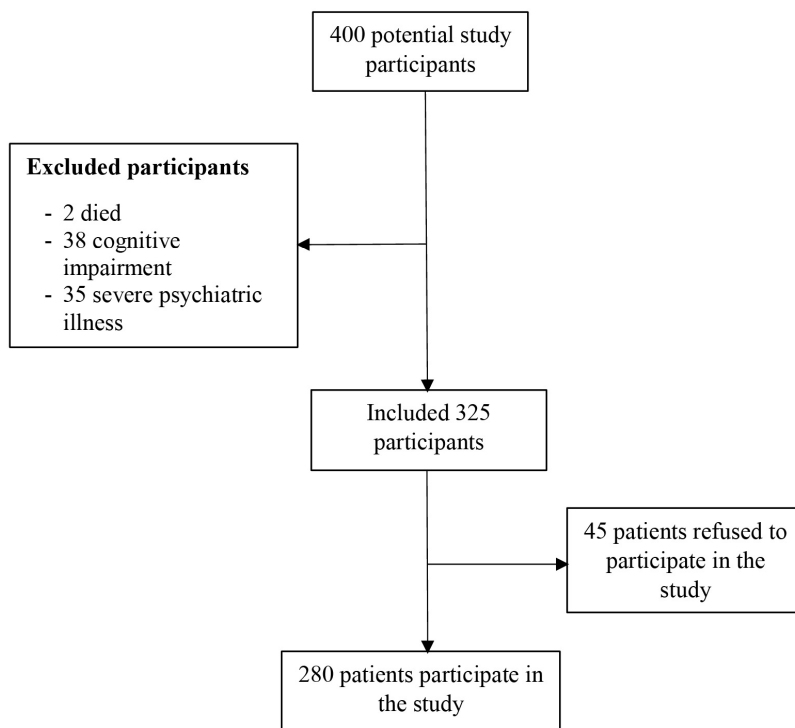 400 potential study
participants
Excluded participants
- 2 died
- 38 cognitive
impairment
- 35 severe psychiatric
illness
Included 325
participants
45 patients refused to
participate in the
study
280 patients participate in
the study